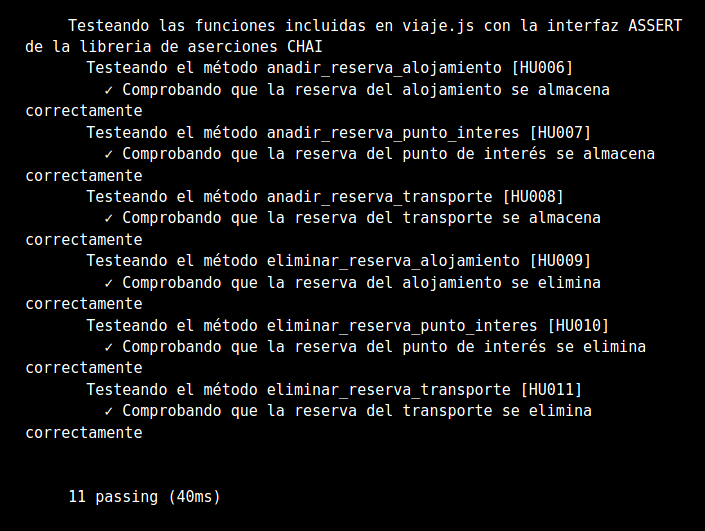 Testeando las funciones incluidas en viaje.js con la interfaz ASSERT
de la libreria de aserciones CHAI
Testeando el método anadir_reserva_alojamiento [HU006]
✓ Comprobando que la reserva del alojamiento se almacena
correctamente
Testeando el método anadir_reserva_punto_interes [HU007]
✓ Comprobando que la reserva del punto de interés se almacena
correctamente
Testeando el método anadir_reserva_transporte [HU008]
✓ Comprobando que la reserva del transporte se almacena
correctamente
Testeando el método eliminar_reserva_alojamiento [HU009]
✓ Comprobando que la reserva del alojamiento se elimina
correctamente
Testeando el método eliminar_reserva_punto_interes [HU010]
✓ Comprobando que la reserva del punto de interés se elimina
correctamente
Testeando el método eliminar_reserva_transporte [HU011]
✓ Comprobando que la reserva del transporte se elimina
correctamente
11 passing (40ms)